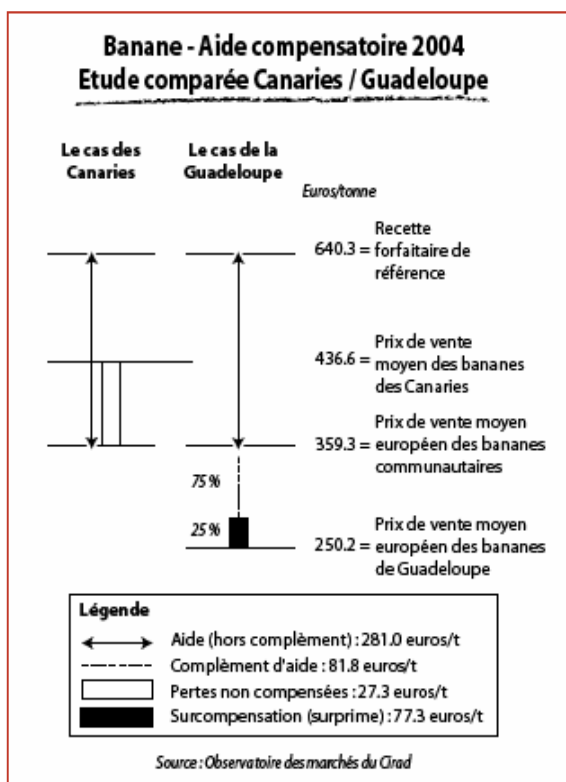 Banane - Aide compensatoire 2004
Etude comparée Canaries / Guadeloupe
Le cas des
Canaries
Le cas de la
Guadeloupe
Euros/tonne
640.3 = Recette
forfaitaire de
référence
436.6 = Prix de vente
moyen des bananes
des Canaries
359.3 = Prix de vente moyen
européen des bananes
communautaires
75 %
25 %
250.2 = Prix de vente moyen
européen des bananes
de Guadeloupe
Légende
Aide (hors complément) : 281.0 euros/t
Complément d'aide : 81.8 euros/t
Pertes non compensées : 27.3 euros/t
Surcompensation (surprime) : 77.3 euros/t
Source : Observatoire des marchés du Cirad